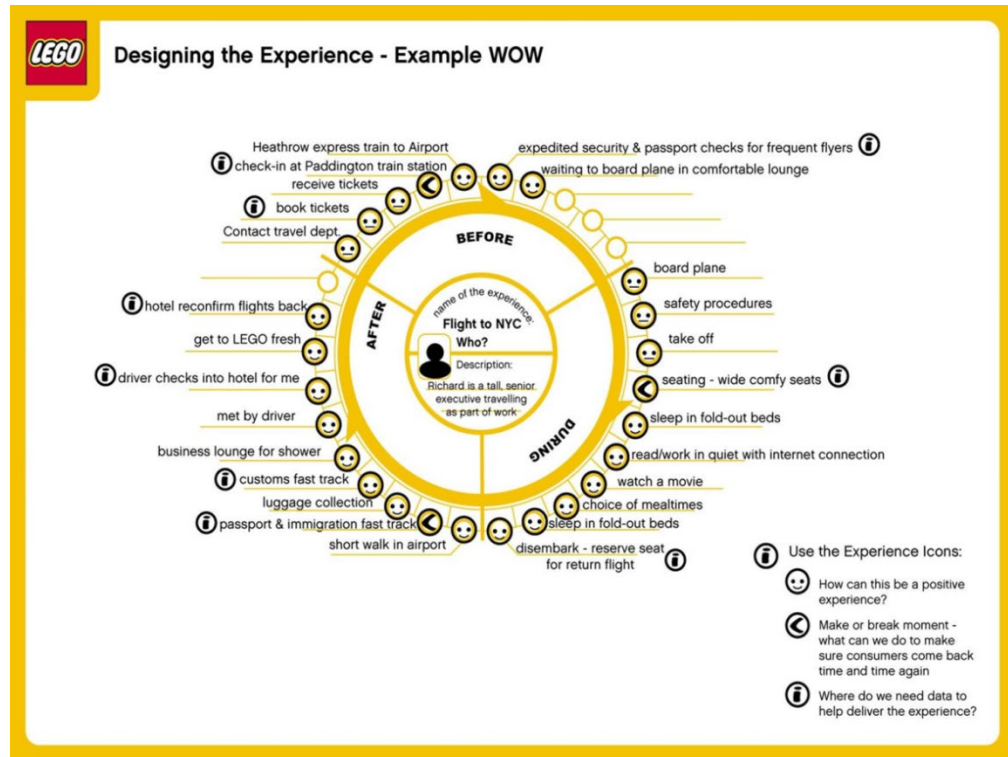 LEGO
Designing the Experience - Example WOW
Heathrow express train to Airport
check-in at Paddington train station
receive tickets
book tickets
Contact travel dept.
expedited security & passport checks for frequent flyers
waiting to board plane in comfortable lounge
BEFORE
board plane
safety procedures
take off
seating - wide comfy seats
sleep in fold-out beds
read/work in quiet with internet connection
watch a movie
choice of mealtimes
sleep in fold-out beds
disembark - reserve seat
for return flight
DURING
hotel reconfirm flights back
get to LEGO fresh
driver checks into hotel for me
met by driver
business lounge for shower
customs fast track
luggage collection
passport & immigration fast track
short walk in airport
AFTER
name of the experience:
Flight to NYC
Who?
Description:
Richard is a tall, senior
executive travelling
as part of work
Use the Experience Icons:
How can this be a positive
experience?
Make or break moment -
what can we do to make
sure consumers come back
time and time again
Where do we need data to
help deliver the experience?